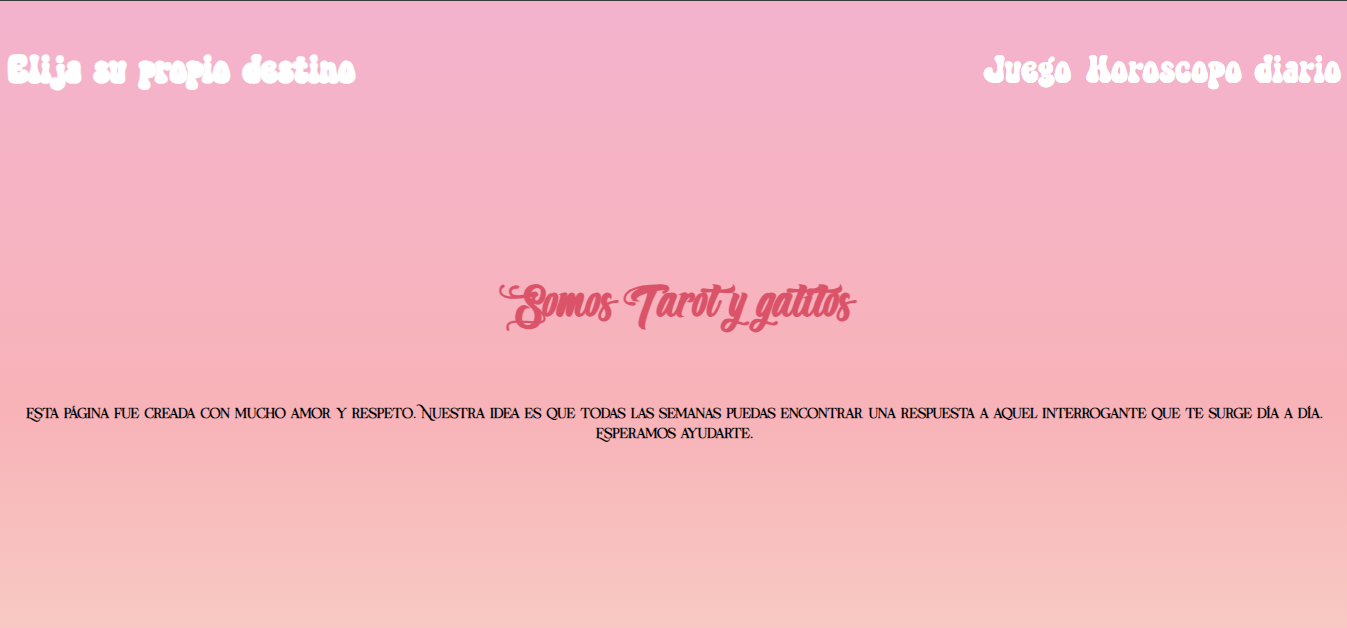 Elija su propio destino
Juego Horoscopo diario
Somos Tarot y gatitos
Esta página fue creada con mucho amor y respeto. Nuestra idea es que todas las semanas puedas encontrar una respuesta a aquel interrogante que te surge día a día.
Esperamos ayudarte.